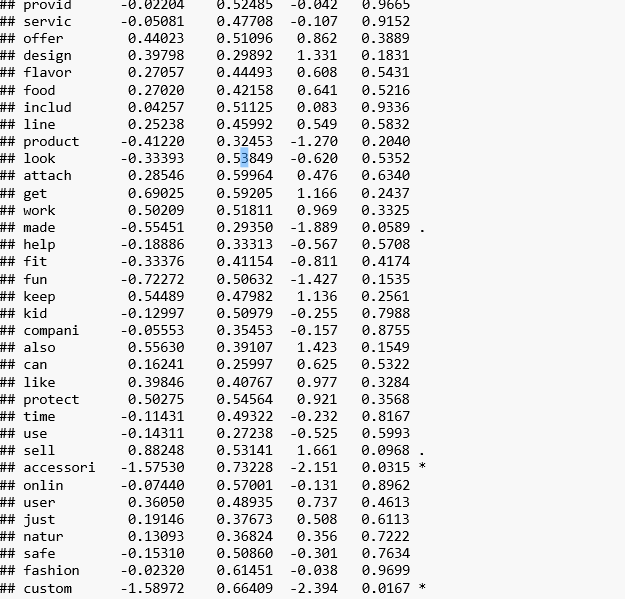 ## provid -0.02204 0.52485 -0.042 0.9665
## servic -0.05081 0.47708 -0.107 0.9152
## offer 0.44023 0.51096 0.862 0.3889
## design 0.39798 0.29892 1.331 0.1831
## flavor 0.27057 0.44493 0.608 0.5431
## food 0.27020 0.42158 0.641 0.5216
## includ 0.04257 0.51125 0.083 0.9336
## line 0.25238 0.45992 0.549 0.5832
## product -0.41220 0.32453 -1.270 0.2040
## look -0.33393 0.53849 -0.620 0.5352
## attach 0.28546 0.59964 0.476 0.6340
## get 0.69025 0.59205 1.166 0.2437
## work 0.50209 0.51811 0.969 0.3325
## made -0.55451 0.29350 -1.889 0.0589 .
## help -0.18886 0.33313 -0.567 0.5708
## fit -0.33376 0.41154 -0.811 0.4174
## fun -0.72272 0.50632 -1.427 0.1535
## keep 0.54489 0.47982 1.136 0.2561
## kid -0.12997 0.50979 -0.255 0.7988
## compani -0.05553 0.35453 -0.157 0.8755
## also 0.55630 0.39107 1.423 0.1549
## can 0.16241 0.25997 0.625 0.5322
## like 0.39846 0.40767 0.977 0.3284
## protect 0.50275 0.54564 0.921 0.3568
## time -0.11431 0.49322 -0.232 0.8167
## use -0.14311 0.27238 -0.525 0.5993
## sell 0.88248 0.53141 1.661 0.0968 .
## accessori -1.57530 0.73228 -2.151 0.0315 *
## onlin -0.07440 0.57001 -0.131 0.8962
## user 0.36050 0.48935 0.737 0.4613
## just 0.19146 0.37673 0.508 0.6113
## natur 0.13093 0.36824 0.356 0.7222
## safe -0.15310 0.50860 -0.301 0.7634
## fashion -0.02320 0.61451 -0.038 0.9699
## custom -1.58972 0.66409 -2.394 0.0167 *